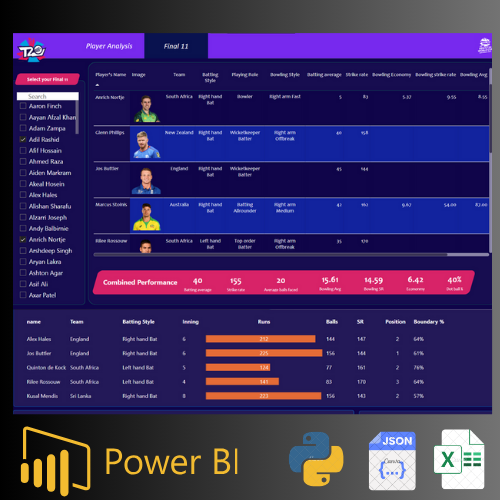 T20
Player Analysis Final 11
Select your Final 11
Search
Aaron Finch
Aayan Afzal Khan
Adam Zampa
Adil Rashid
Afif Hossain
Ahmed Raza
Aiden Markram
Akeal Hosein
Alex Hales
Alishan Sharafu
Alzarri Joseph
Andy Balbirnie
Anrich Nortje
Arshdeep Singh
Aryan Lakra
Ashton Agar
Asif Ali
Axar Patel
Player's Name Image Team Batting Style Playing Role Bowling Style Batting average Strike rate Bowling Economy Bowling strike rate Bowling Avg
Anrich Nortje South Africa Right hand Bat Bowler Right arm Fast 5 83 5.37 9.55 8.55
Glenn Phillips New Zealand Right hand Bat Wicketkeeper Batter Right arm Offbreak 40 158
Jos Buttler England Right hand Bat Wicketkeeper Batter 45 144
Marcus Stoinis Australia Right hand Bat Batting Allrounder Right arm Medium 42 162 9.67 54.00 87.00
Rilee Rossouw South Africa Left hand Bat Top order Batter Right arm Offbreak 35 170
Combined Performance 40 155 20 15.61 14.59 6.42 40%
Batting average Strike rate Average balls faced Bowling Avg Bowling SR Economy Dot ball %
name Team Batting Style Inning Runs Balls SR Position Boundary %
Alex Hales England Right hand Bat 6 212 144 147 2 64%
Jos Buttler England Right hand Bat 6 225 156 144 1 61%
Quinton de Kock South Africa Left hand Bat 5 124 77 161 2 76%
Rilee Rossouw South Africa Left hand Bat 4 141 83 170 3 64%
Kusal Mendis Sri Lanka Right hand Bat 8 223 156 143 2 57%
Power BI
JSON
{...}
X